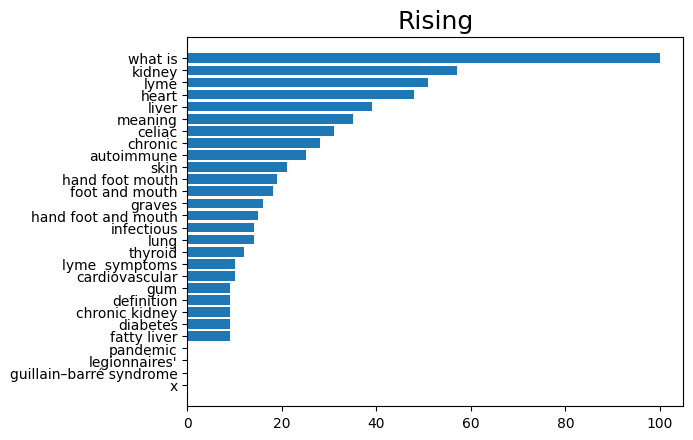 Rising
what is
kidney
lyme
heart
liver
meaning
celiac
chronic
autoimmune
skin
hand foot mouth
foot and mouth
graves
hand foot and mouth
infectious
lung
thyroid
lyme  symptoms
cardiovascular
gum
definition
chronic kidney
diabetes
fatty liver
pandemic
legionnaires'
guillain–barré syndrome
x
0 20 40 60 80 100